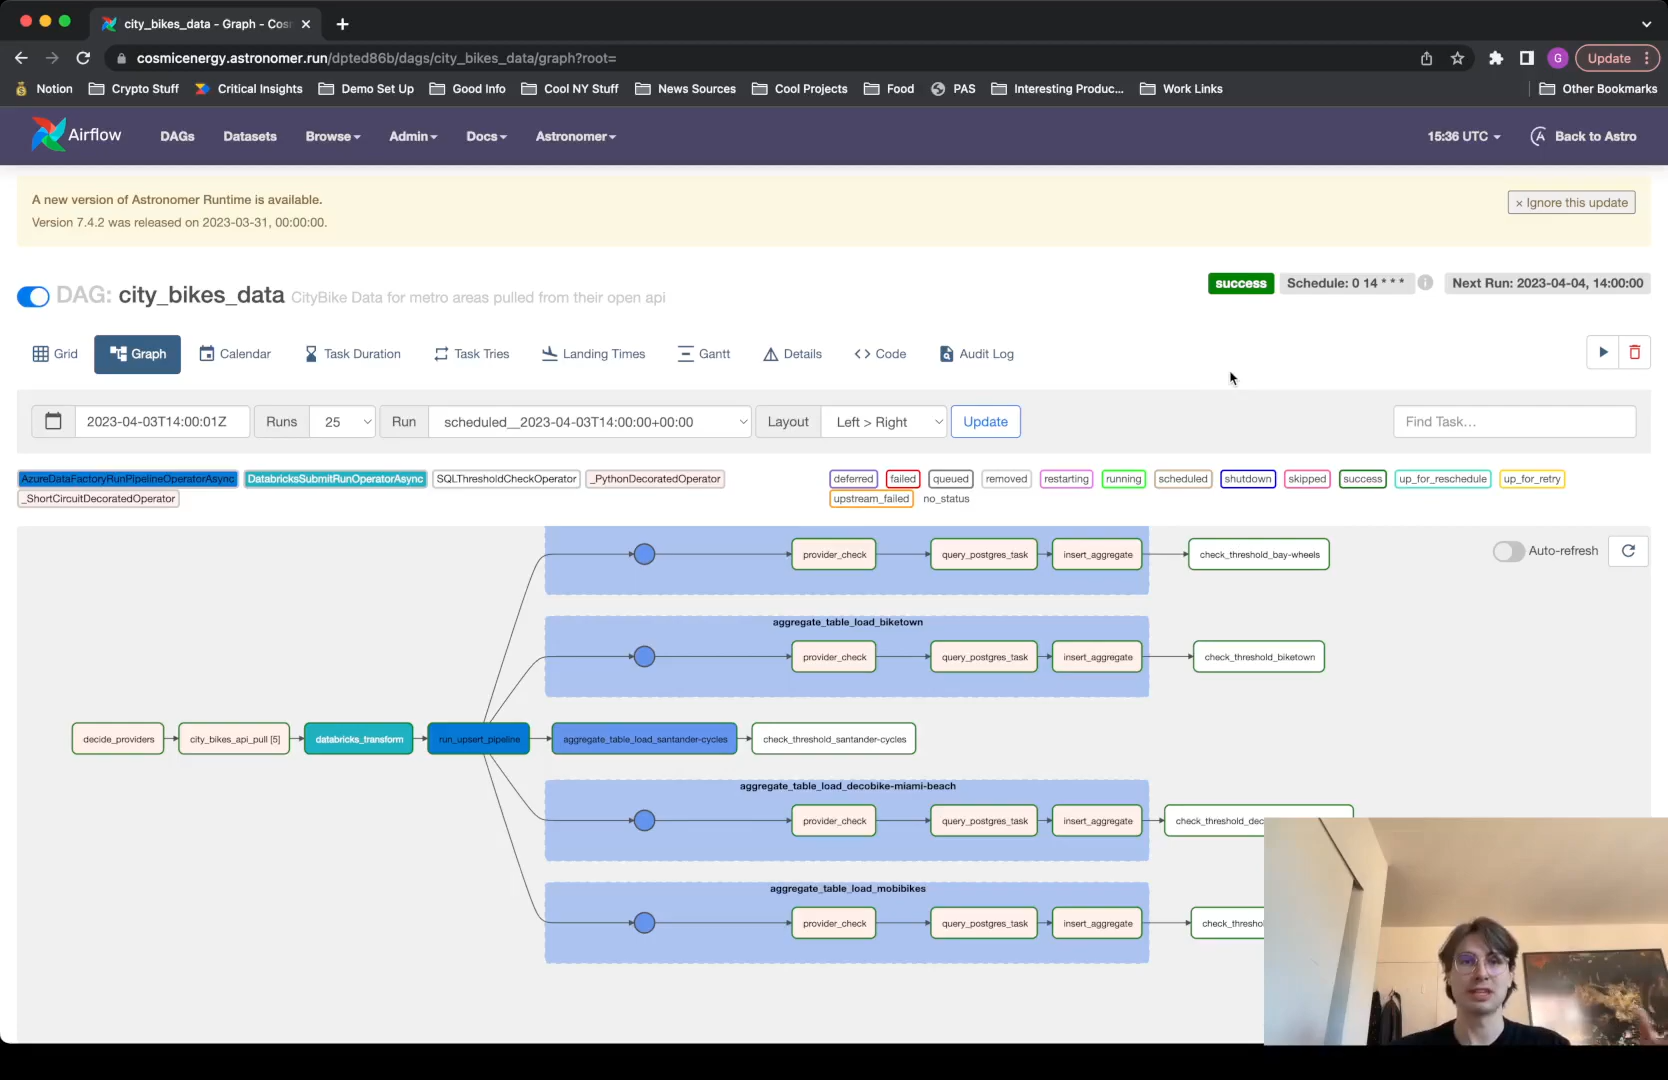 city_bikes_data - Graph - Cos
cosmicenergy.astronomer.run/dpted86b/dags/city_bikes_data/graph?root=
G
Update
Notion
Crypto Stuff
Critical Insights
Demo Set Up
Good Info
Cool NY Stuff
News Sources
Cool Projects
Food
PAS
Interesting Produc...
Work Links
Other Bookmarks
Airflow
DAGs
Datasets
Browse
Admin
Docs
Astronomer
15:36 UTC
Back to Astro
A new version of Astronomer Runtime is available.
Version 7.4.2 was released on 2023-03-31, 00:00:00.
× Ignore this update
DAG: city_bikes_data CityBike Data for metro areas pulled from their open api
success
Schedule: 0 14 * * *
i
Next Run: 2023-04-04, 14:00:00
Grid
Graph
Calendar
Task Duration
Task Tries
Landing Times
Gantt
Details
Code
Audit Log
2023-04-03T14:00:01Z
Runs
25
Run
scheduled__2023-04-03T14:00:00+00:00
Layout
Left > Right
Update
Find Task...
AzureDataFactoryRunPipelineOperatorAsync
DatabricksSubmitRunOperatorAsync
SQLThresholdCheckOperator
_PythonDecoratedOperator
_ShortCircuitDecoratedOperator
deferred
failed
queued
removed
restarting
running
scheduled
shutdown
skipped
success
up_for_reschedule
up_for_retry
upstream_failed
no_status
Auto-refresh
provider_check
query_postgres_task
insert_aggregate
check_threshold_bay-wheels
aggregate_table_load_biketown
provider_check
query_postgres_task
insert_aggregate
check_threshold_biketown
decide_providers
city_bikes_api_pull [5]
databricks_transform
run_upsert_pipeline
aggregate_table_load_santander-cycles
check_threshold_santander-cycles
aggregate_table_load_decobike-miami-beach
provider_check
query_postgres_task
insert_aggregate
check_threshold_dec
aggregate_table_load_mobibikes
provider_check
query_postgres_task
insert_aggregate
check_threshol